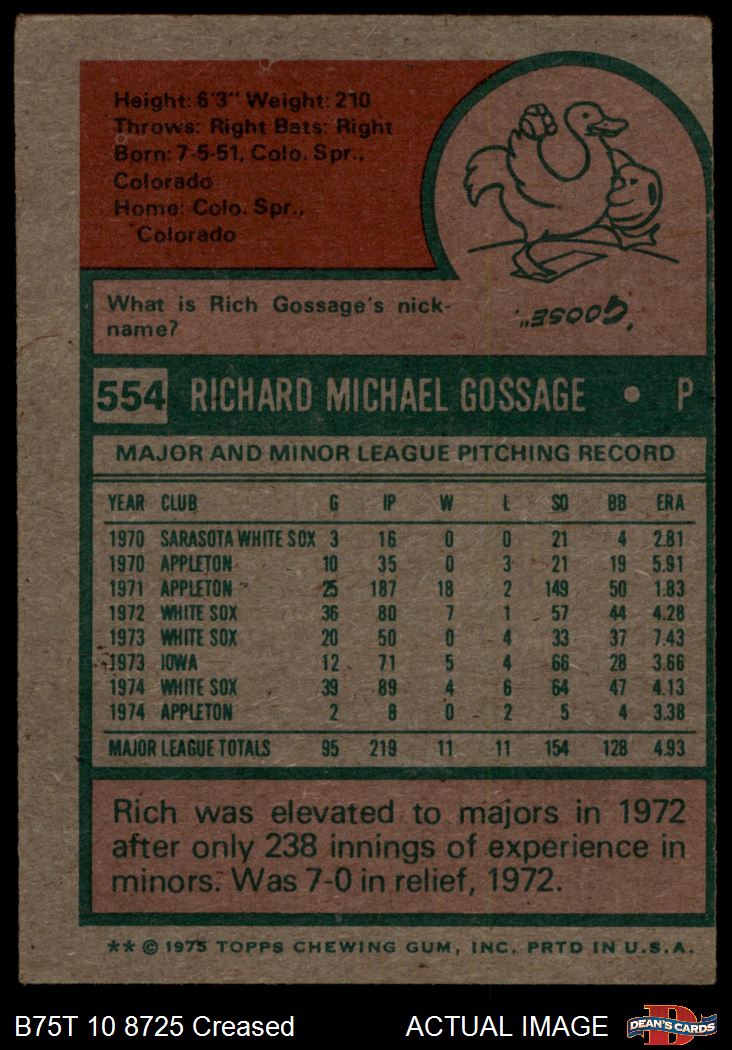 Height: 6'3" Weight: 210
Throws: Right Bats: Right
Born: 7-5-51, Colo. Spr.,
Colorado
Home: Colo. Spr.,
Colorado
What is Rich Gossage's nick-
name?
"GOOSE"
554 RICHARD MICHAEL GOSSAGE • P
MAJOR AND MINOR LEAGUE PITCHING RECORD
YEAR CLUB G IP W L SO BB ERA
1970 SARASOTA WHITE SOX 3 16 0 0 21 4 2.81
1970 APPLETON 10 35 0 3 21 19 5.91
1971 APPLETON 25 187 18 2 149 50 1.83
1972 WHITE SOX 36 80 7 1 57 44 4.28
1973 WHITE SOX 20 50 0 4 33 37 7.43
1973 IOWA 12 71 5 4 66 28 3.66
1974 WHITE SOX 39 89 4 6 64 47 4.13
1974 APPLETON 2 8 0 2 5 4 3.38
MAJOR LEAGUE TOTALS 95 219 11 11 154 128 4.93
Rich was elevated to majors in 1972
after only 238 innings of experience in
minors. Was 7-0 in relief, 1972.
** © 1975 TOPPS CHEWING GUM, INC. PRTD IN U.S.A.
B75T 10 8725 Creased ACTUAL IMAGE DEAN'S CARDS